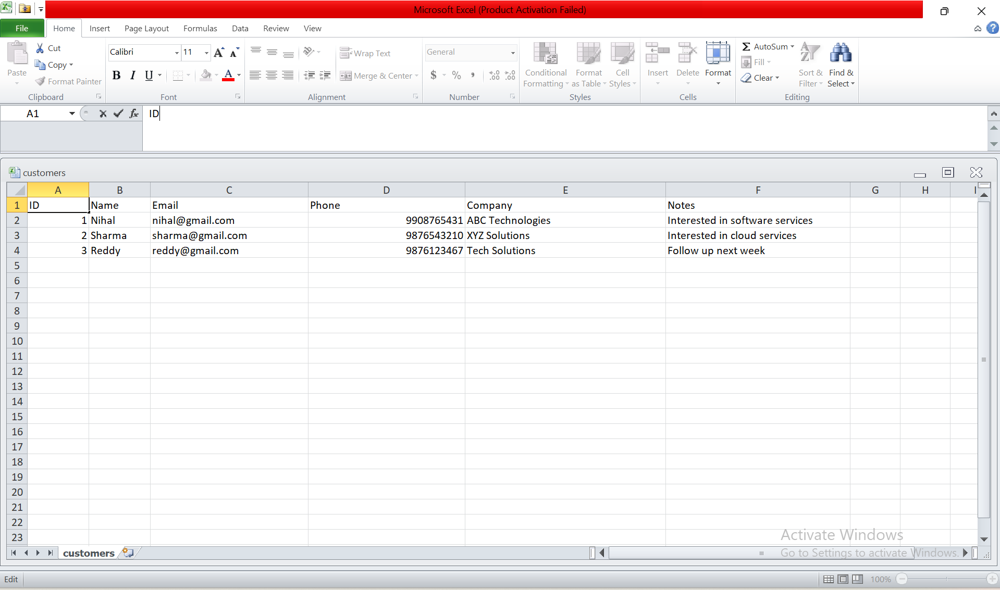 Microsoft Excel (Product Activation Failed)
File Home Insert Page Layout Formulas Data Review View
Paste Cut Copy Format Painter
Clipboard
Calibri 11
B I U A
Font
Wrap Text
Merge & Center
Alignment
General
$ % ,
Number
Conditional Formatting Format as Table Cell Styles
Styles
Insert Delete Format
Cells
Σ AutoSum
Fill
Clear
Sort & Filter Find & Select
Editing
A1 fx ID
customers
A B C D E F G H I
1 ID Name Email Phone Company Notes
2 1 Nihal nihal@gmail.com 9908765431 ABC Technologies Interested in software services
3 2 Sharma sharma@gmail.com 9876543210 XYZ Solutions Interested in cloud services
4 3 Reddy reddy@gmail.com 9876123467 Tech Solutions Follow up next week
5
6
7
8
9
10
11
12
13
14
15
16
17
18
19
20
21
22
23
Activate Windows
Go to Settings to activate Windows.
customers
Edit 100%